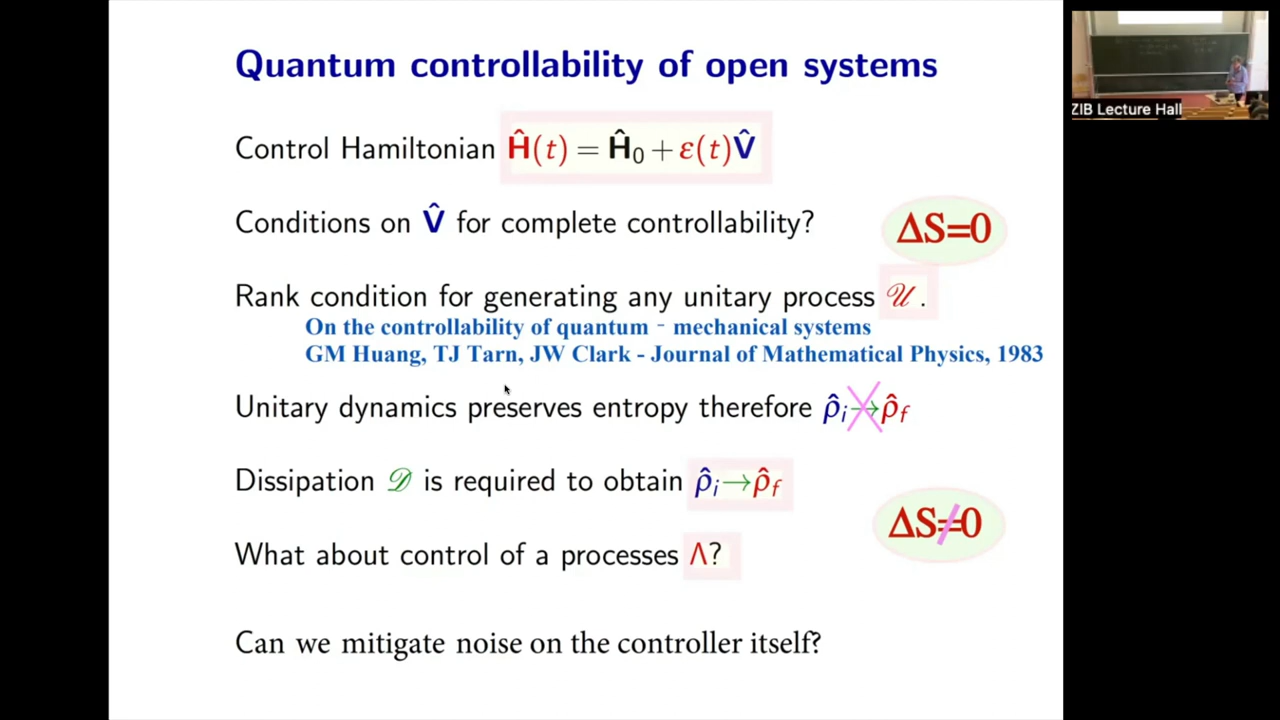 Quantum controllability of open systems
Control Hamiltonian Ĥ(t) = Ĥ₀ + ε(t)V̂
Conditions on V̂ for complete controllability?
ΔS=0
Rank condition for generating any unitary process 𝒰.
On the controllability of quantum - mechanical systems
GM Huang, TJ Tarn, JW Clark - Journal of Mathematical Physics, 1983
Unitary dynamics preserves entropy therefore ρ̂ᵢ→ρ̂_f
Dissipation 𝒟 is required to obtain ρ̂ᵢ→ρ̂_f
ΔS≠0
What about control of a processes Λ?
Can we mitigate noise on the controller itself?
ZIB Lecture Hall